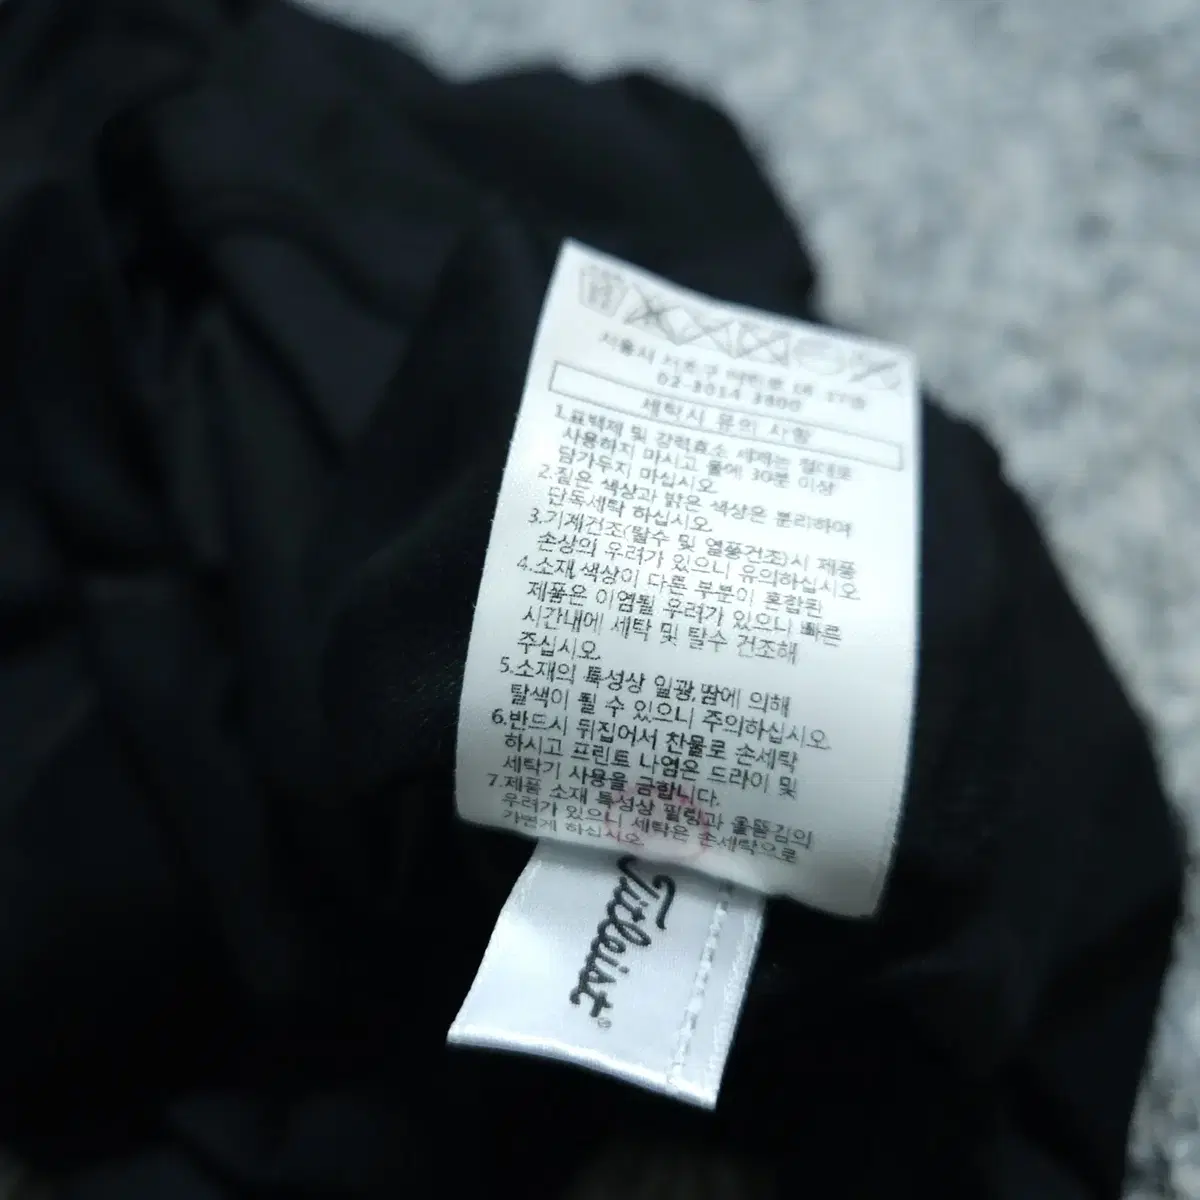 서울시 서초구 17층
02-3014 3800
세탁시 유의 사항
1.표백제 및 강력효소 세제는 절대로
사용하지 마시고 물에 30분 이상
담가두지 마십시오.
2.짙은 색상과 밝은 색상은 분리하여
단독세탁 하십시오.
3.기계건조(탈수 및 열풍건조)시 제품
손상의 우려가 있으니 유의하십시오
4.소재,색상이 다른 부분이 혼합된
제품은 이염될 우려가 있으니 빠른
시간내에 세탁 및 탈수 건조해
주십시오.
5.소재의 특성상 일광,땀에 의해
탈색이 될 수 있으니 주의하십시오.
6.반드시 뒤집어서 찬물로 손세탁
하시고 프린트 나염은 드라이 및
세탁기 사용을 금합니다.
7.제품 소재 특성상 필링과 올뜯김의
우려가 있으니 세탁은 손세탁으로
가볍게 하십시오.
Titleist®